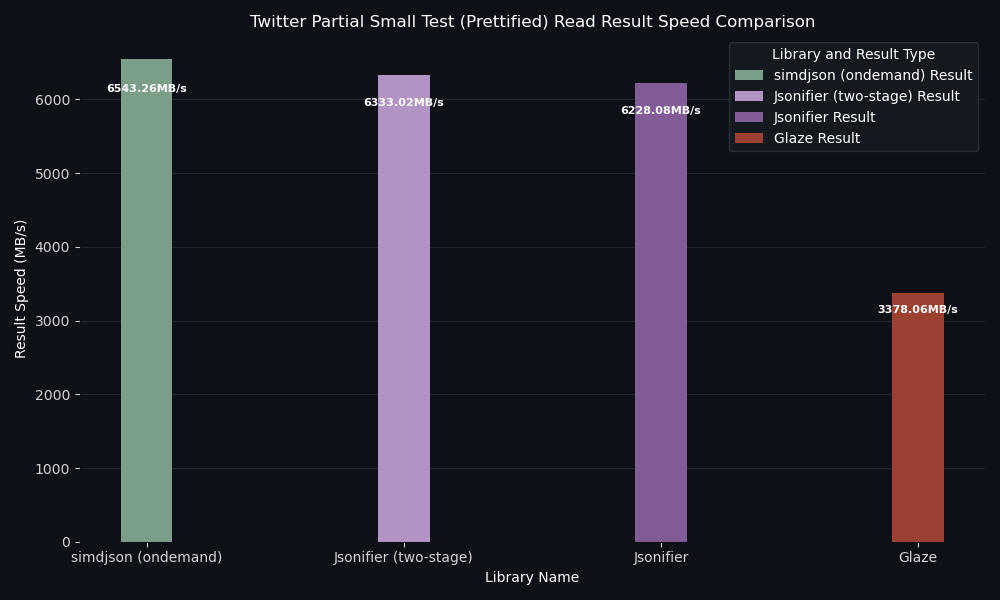 Twitter Partial Small Test (Prettified) Read Result Speed Comparison
Library and Result Type
simdjson (ondemand) Result
Jsonifier (two-stage) Result
Jsonifier Result
Glaze Result
6543.26MB/s
6333.02MB/s
6228.08MB/s
3378.06MB/s
Result Speed (MB/s)
6000
5000
4000
3000
2000
1000
0
simdjson (ondemand)
Jsonifier (two-stage)
Jsonifier
Glaze
Library Name